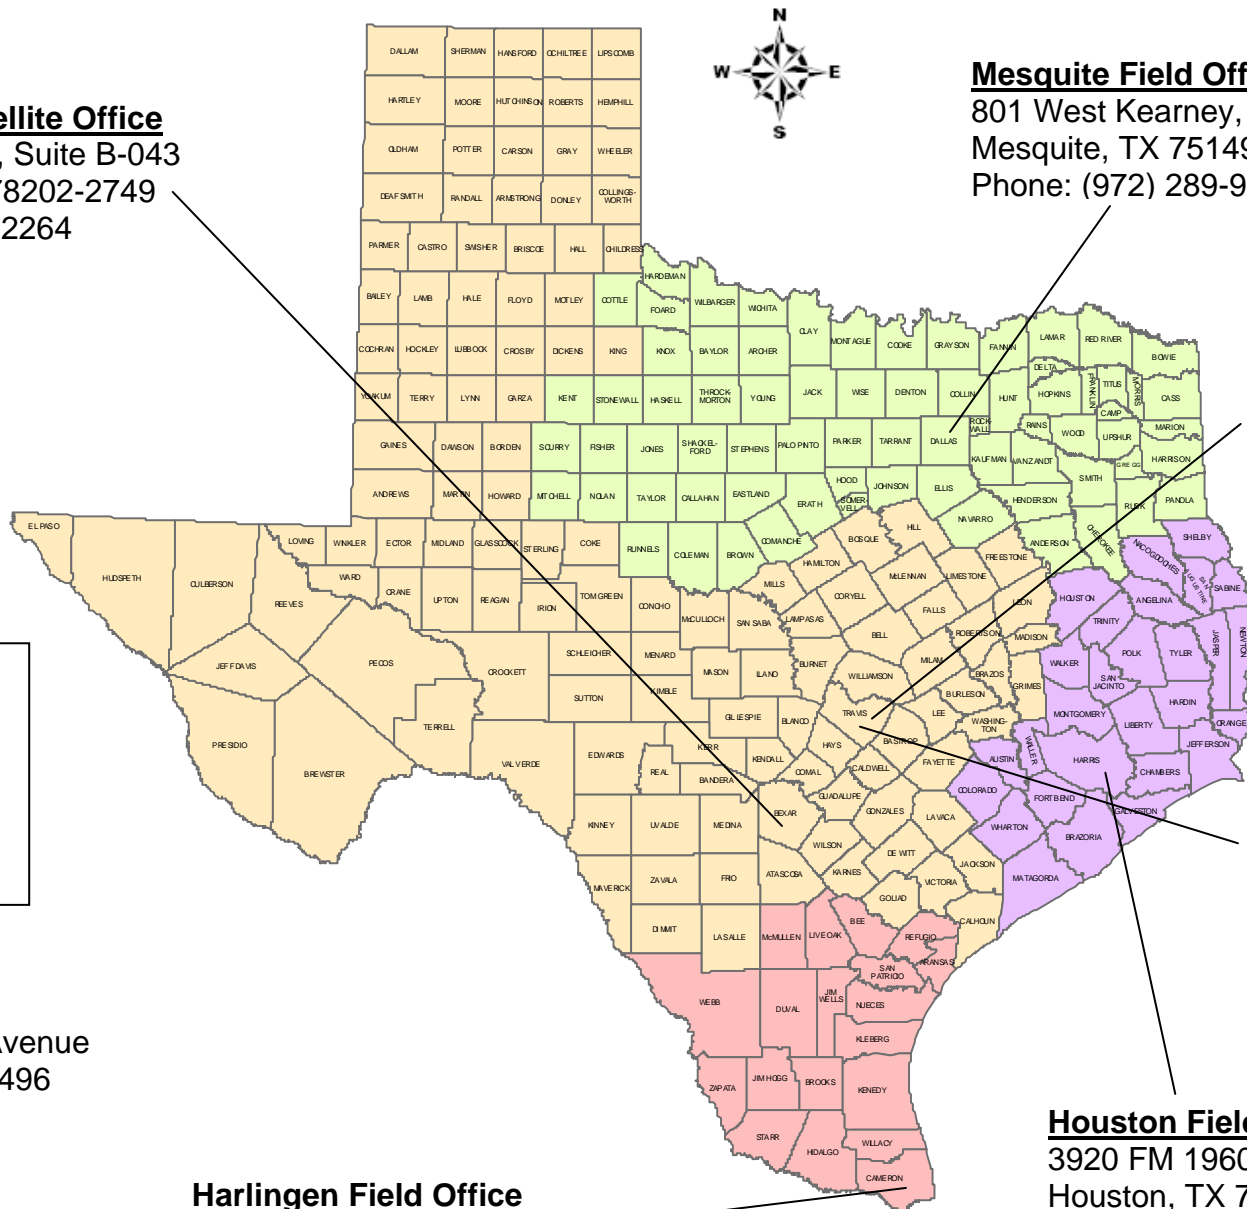 N
W E
S
ellite Office
, Suite B-043
78202-2749
2264
Mesquite Field Off
801 West Kearney,
Mesquite, TX 75149
Phone: (972) 289-9
DALLAM SHERMAN HANSFORD OCHILTREE LIPSCOMB
HARTLEY MOORE HUTCHINSON ROBERTS HEMPHILL
OLDHAM POTTER CARSON GRAY WHEELER
DEAF SMITH RANDALL ARMSTRONG DONLEY COLLINGS-
WORTH
PARMER CASTRO SWISHER BRISCOE HALL CHILDRESS
HARDEMAN
BAILEY LAMB HALE FLOYD MOTLEY COTTLE FOARD WILBARGER WICHITA
CLAY MONTAGUE COOKE GRAYSON FANNIN LAMAR RED RIVER BOWIE
COCHRAN HOCKLEY LUBBOCK CROSBY DICKENS KING KNOX BAYLOR ARCHER
DELTA
YOAKUM TERRY LYNN GARZA KENT STONEWALL HASKELL THROCK-
MORTON YOUNG JACK WISE DENTON COLLIN HUNT HOPKINS FRANKLIN TITUS MORRIS CASS
CAMP
GAINES DAWSON BORDEN SCURRY FISHER JONES SHACKEL-
FORD STEPHENS PALO PINTO PARKER TARRANT DALLAS ROCK-
WALL RAINS WOOD UPSHUR MARION
KAUFMAN VAN ZANDT GREGG HARRISON
ANDREWS MARTIN HOWARD MITCHELL NOLAN TAYLOR CALLAHAN EASTLAND ERATH HOOD SOMER-
VELL JOHNSON ELLIS HENDERSON SMITH RUSK PANOLA
EL PASO HUDSPETH CULBERSON REEVES LOVING WINKLER ECTOR MIDLAND GLASSCOCK STERLING COKE RUNNELS COLEMAN BROWN COMANCHE BOSQUE HILL NAVARRO ANDERSON CHEROKEE
HAMILTON FREESTONE NACOGDOCHES SHELBY
WARD CRANE UPTON REAGAN IRION TOM GREEN CONCHO McCULLOCH SAN SABA MILLS CORYELL McLENNAN LIMESTONE LEON HOUSTON ANGELINA SAN
AUGUSTINE SABINE
LAMPASAS BELL FALLS ROBERTSON MADISON TRINITY
JEFF DAVIS PECOS CROCKETT SCHLEICHER MENARD MASON LLANO BURNET MILAM BRAZOS WALKER POLK TYLER JASPER NEWTON
SUTTON KIMBLE WILLIAMSON BURLESON GRIMES SAN
JACINTO
PRESIDIO BREWSTER TERRELL VAL VERDE EDWARDS GILLESPIE BLANCO TRAVIS LEE WASHING-
TON MONTGOMERY LIBERTY HARDIN ORANGE
KERR HAYS BASTROP WALLER JEFFERSON
REAL BANDERA KENDALL COMAL CALDWELL FAYETTE AUSTIN HARRIS CHAMBERS
KINNEY UVALDE MEDINA BEXAR GUADALUPE GONZALES LAVACA COLORADO FORT BEND GALVESTON
WILSON WHARTON BRAZORIA
MAVERICK ZAVALA FRIO ATASCOSA KARNES DE WITT JACKSON MATAGORDA
GOLIAD VICTORIA
DIMMIT LA SALLE McMULLEN LIVE OAK BEE REFUGIO CALHOUN
SAN
PATRICIO ARANSAS
WEBB DUVAL JIM
WELLS NUECES
KLEBERG
ZAPATA JIM HOGG BROOKS KENEDY
STARR HIDALGO WILLACY
CAMERON
Avenue
496
Harlingen Field Office
Houston Field
3920 FM 1960
Houston, TX 7